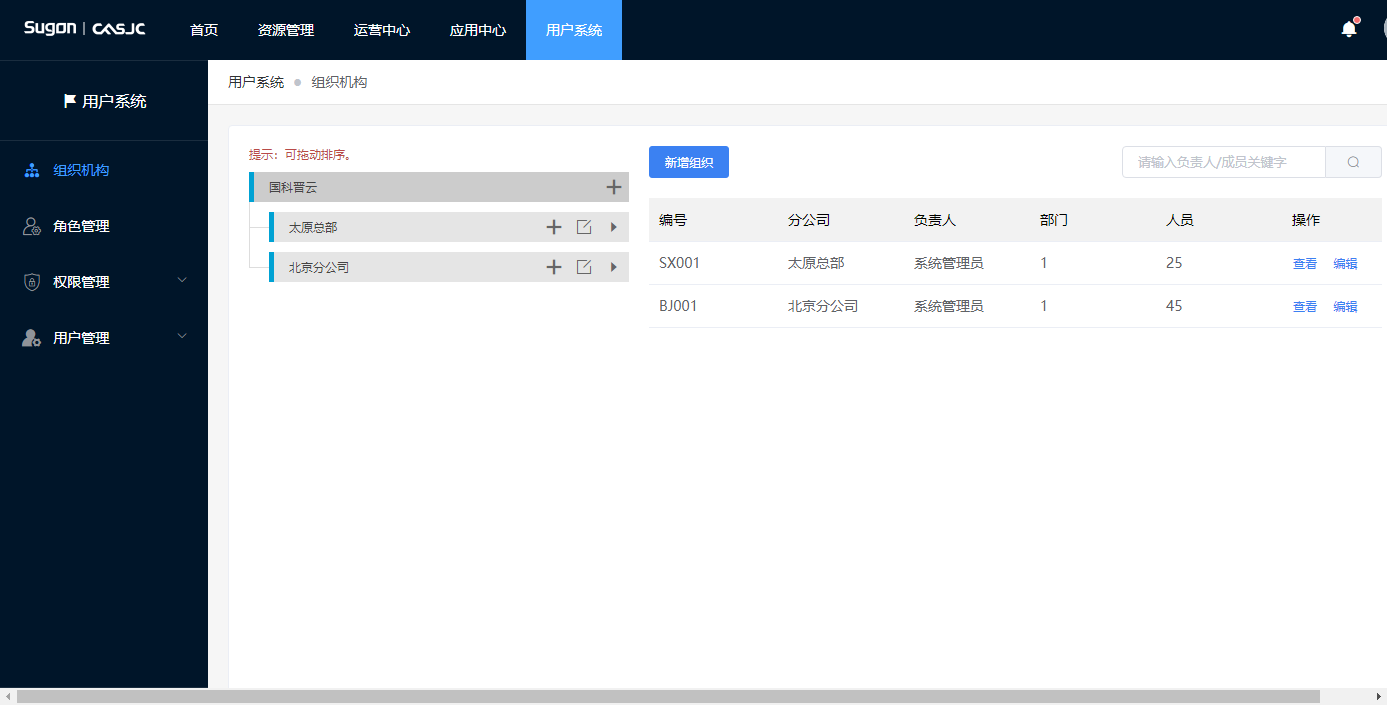 Sugon | CASJC 首页 资源管理 运营中心 应用中心 用户系统
用户系统
组织机构
角色管理
权限管理
用户管理
用户系统 组织机构
提示：可拖动排序。
国科晋云
太原总部
北京分公司
新增组织
请输入负责人/成员关键字
编号 分公司 负责人 部门 人员 操作
SX001 太原总部 系统管理员 1 25 查看 编辑
BJ001 北京分公司 系统管理员 1 45 查看 编辑